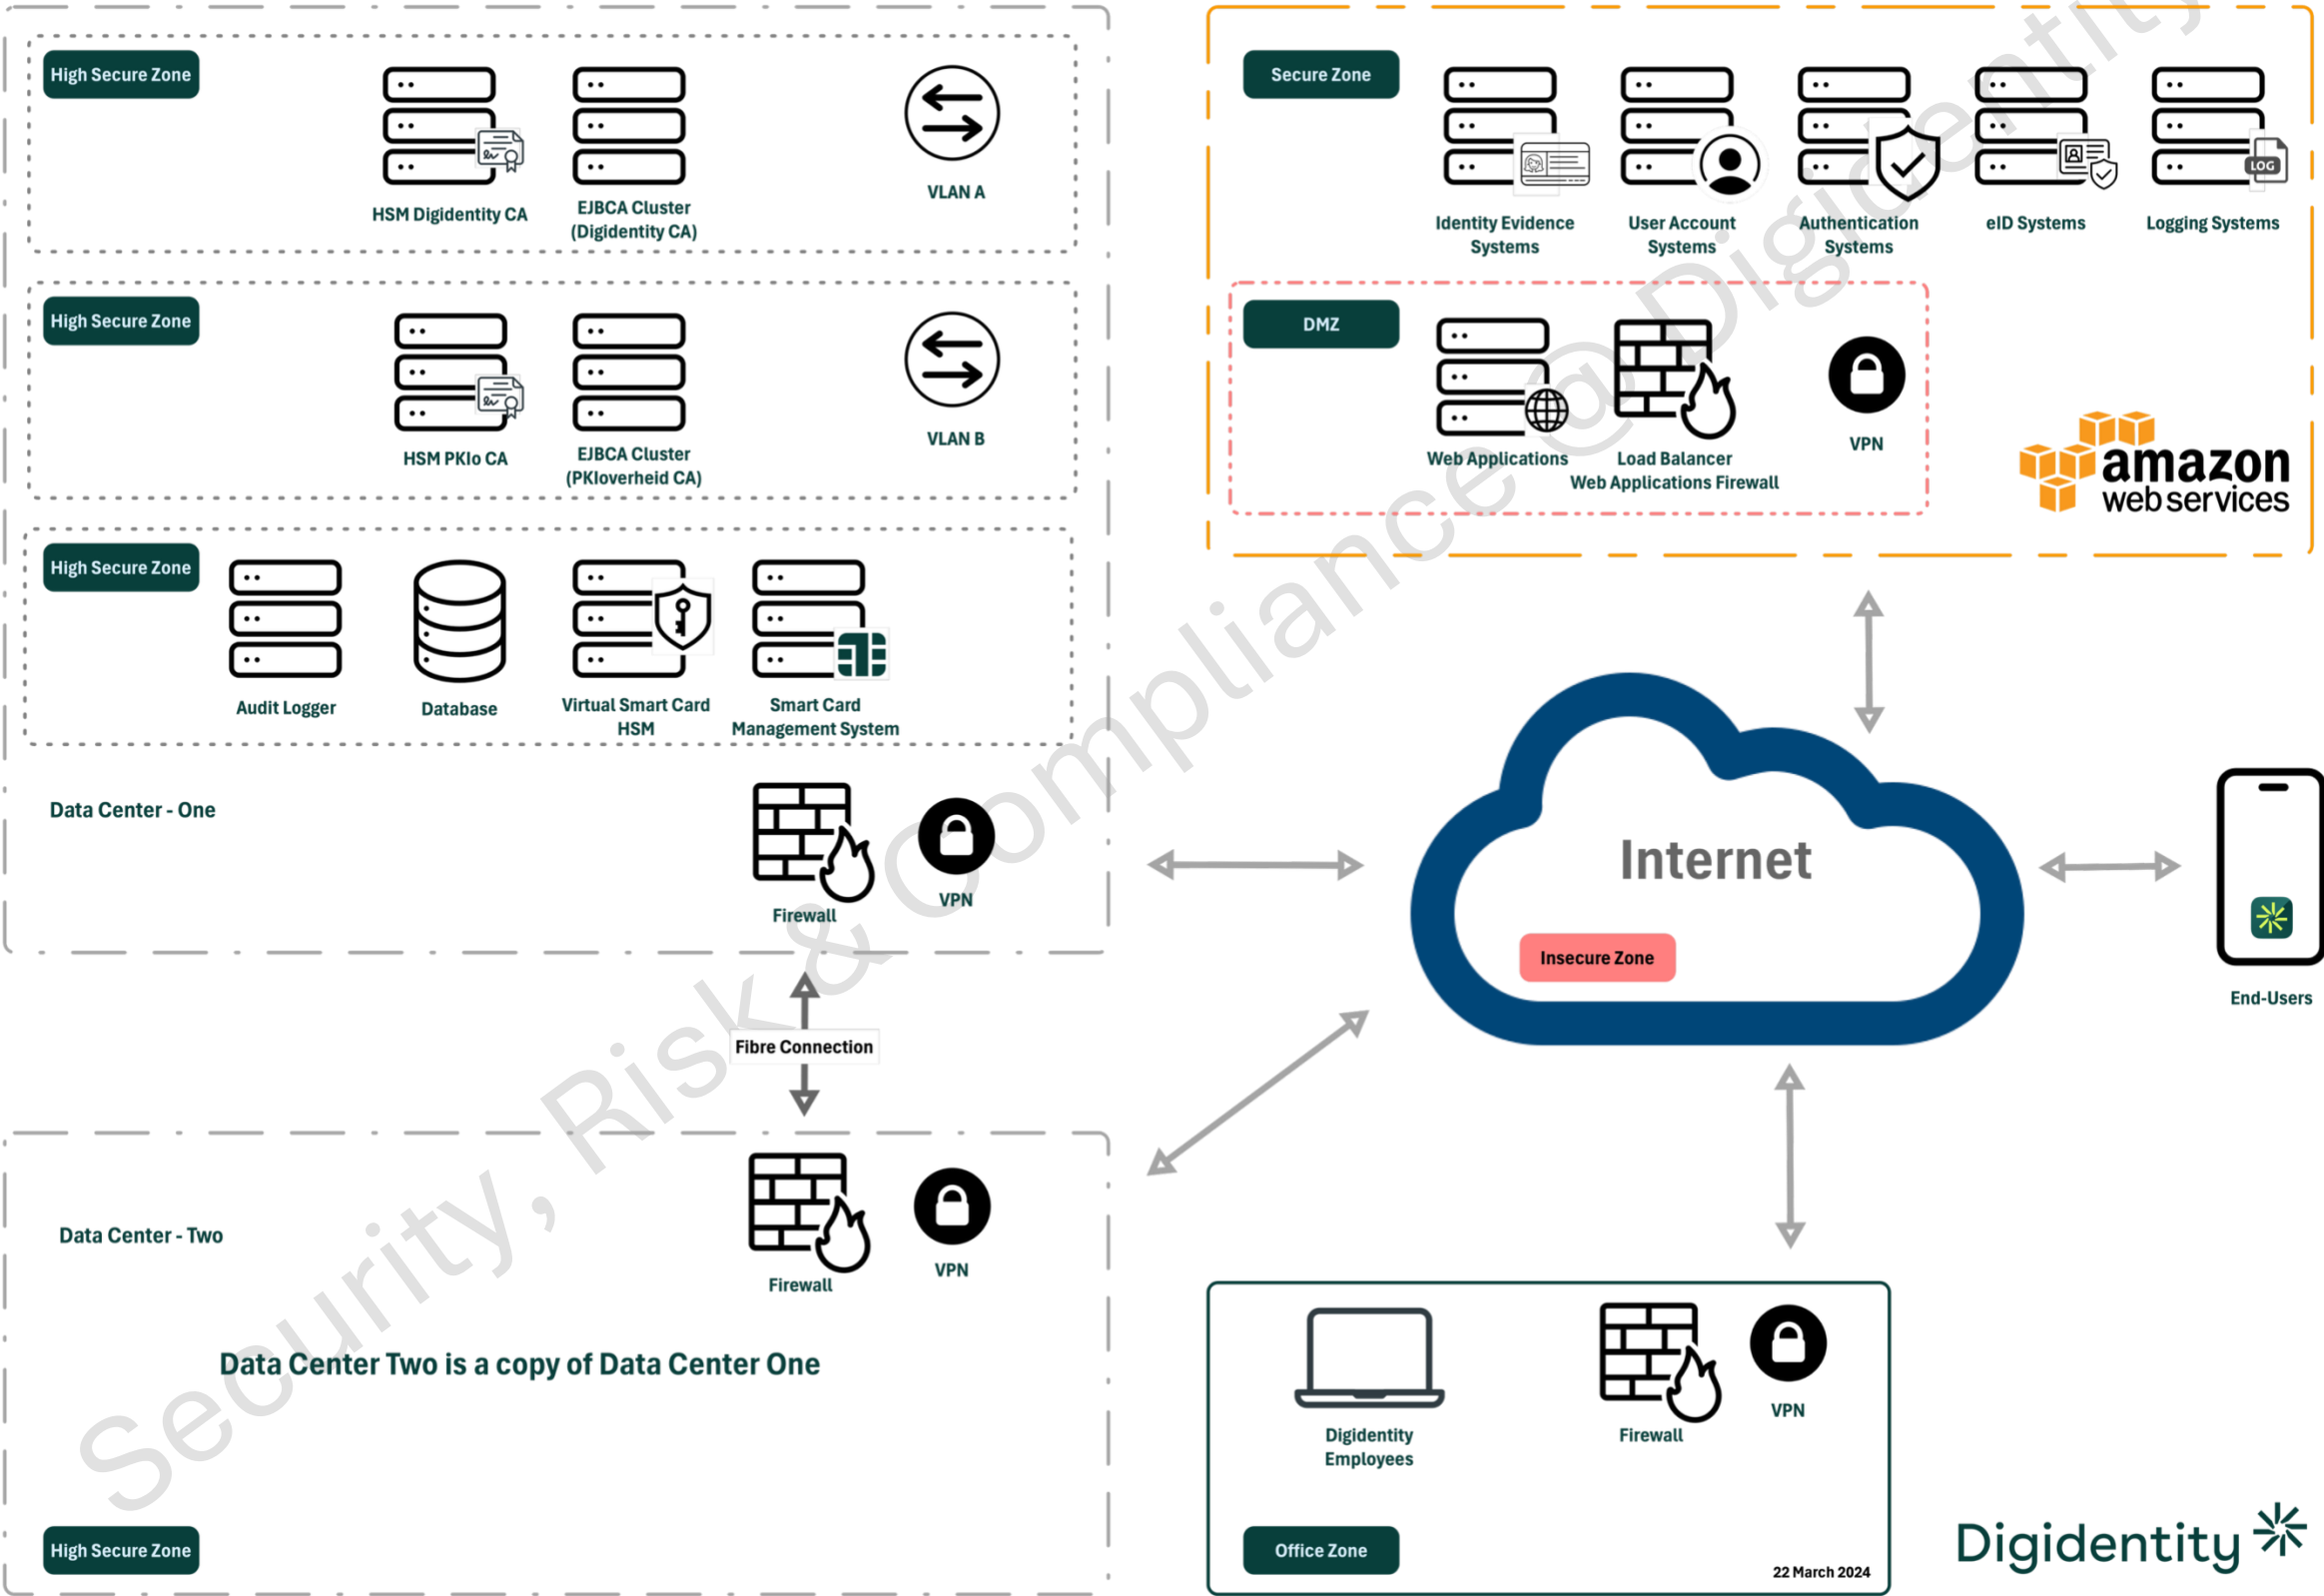 High Secure Zone
HSM Digidentity CA
EJBCA Cluster
(Digidentity CA)
VLAN A
High Secure Zone
HSM PKIo CA
EJBCA Cluster
(PKIoverheid CA)
VLAN B
High Secure Zone
Audit Logger
Database
Virtual Smart Card
HSM
Smart Card
Management System
Data Center - One
Firewall
VPN
Fibre Connection
Data Center - Two
Firewall
VPN
Data Center Two is a copy of Data Center One
High Secure Zone
Secure Zone
LOG
Identity Evidence
Systems
User Account
Systems
Authentication
Systems
eID Systems
Logging Systems
DMZ
Web Applications
Load Balancer
Web Applications Firewall
VPN
amazon
web services
Internet
Insecure Zone
End-Users
Digidentity
Employees
Firewall
VPN
Office Zone
22 March 2024
Digidentity
Security, Risk & Compliance @ Digidentity